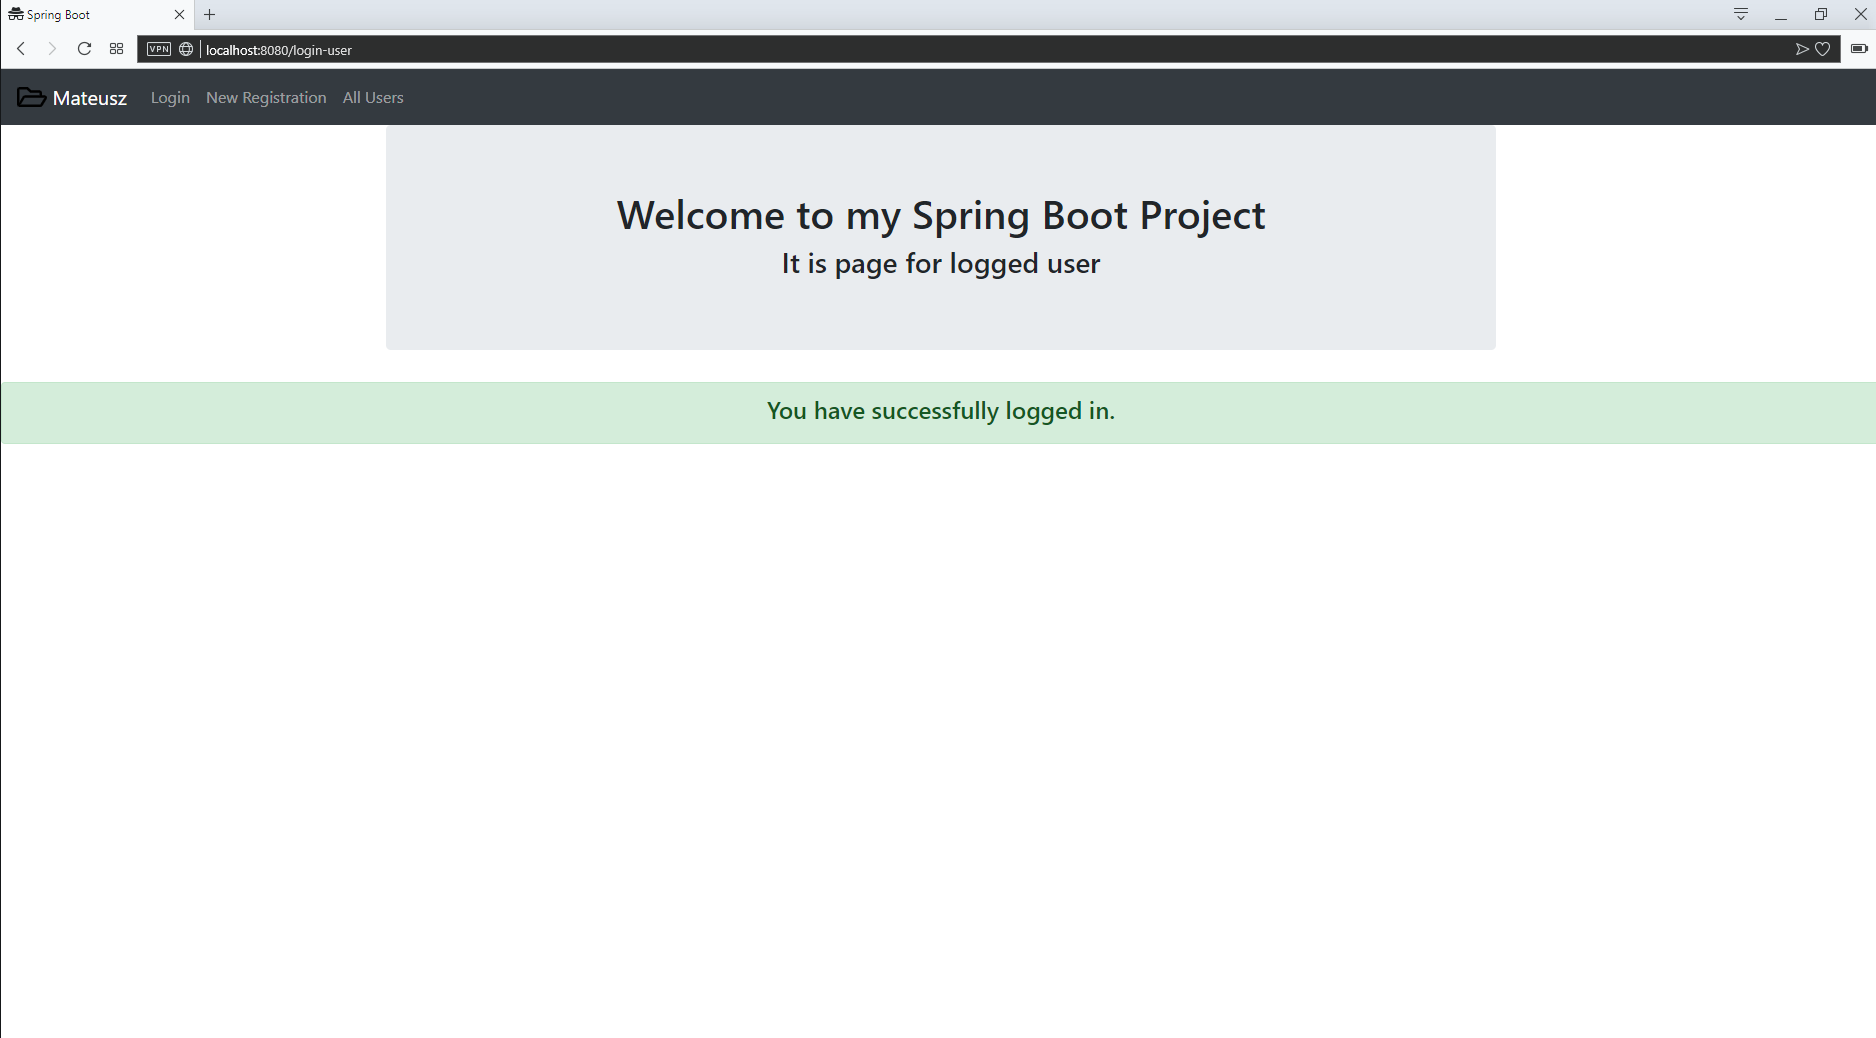 Spring Boot
VPN
localhost:8080/login-user
Mateusz Login New Registration All Users
Welcome to my Spring Boot Project
It is page for logged user
You have successfully logged in.